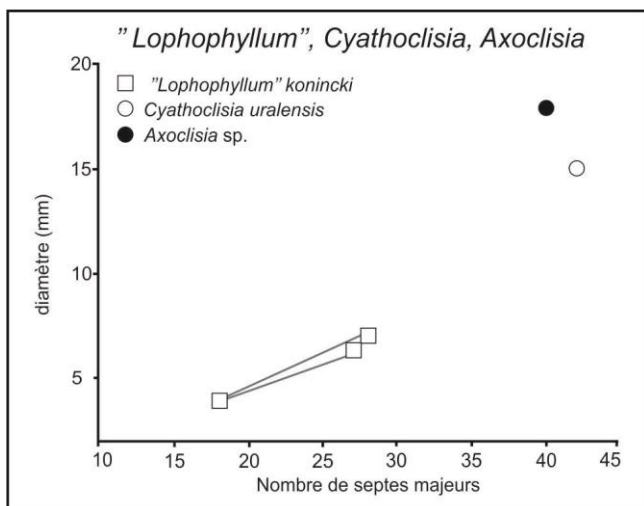 " Lophophyllum", Cyathoclisia, Axoclisia
20
"Lophophyllum" konincki
Cyathoclisia uralensis
Axoclisia sp.
15
10
5
diamètre (mm)
10 15 20 25 30 35 40 45
Nombre de septes majeurs